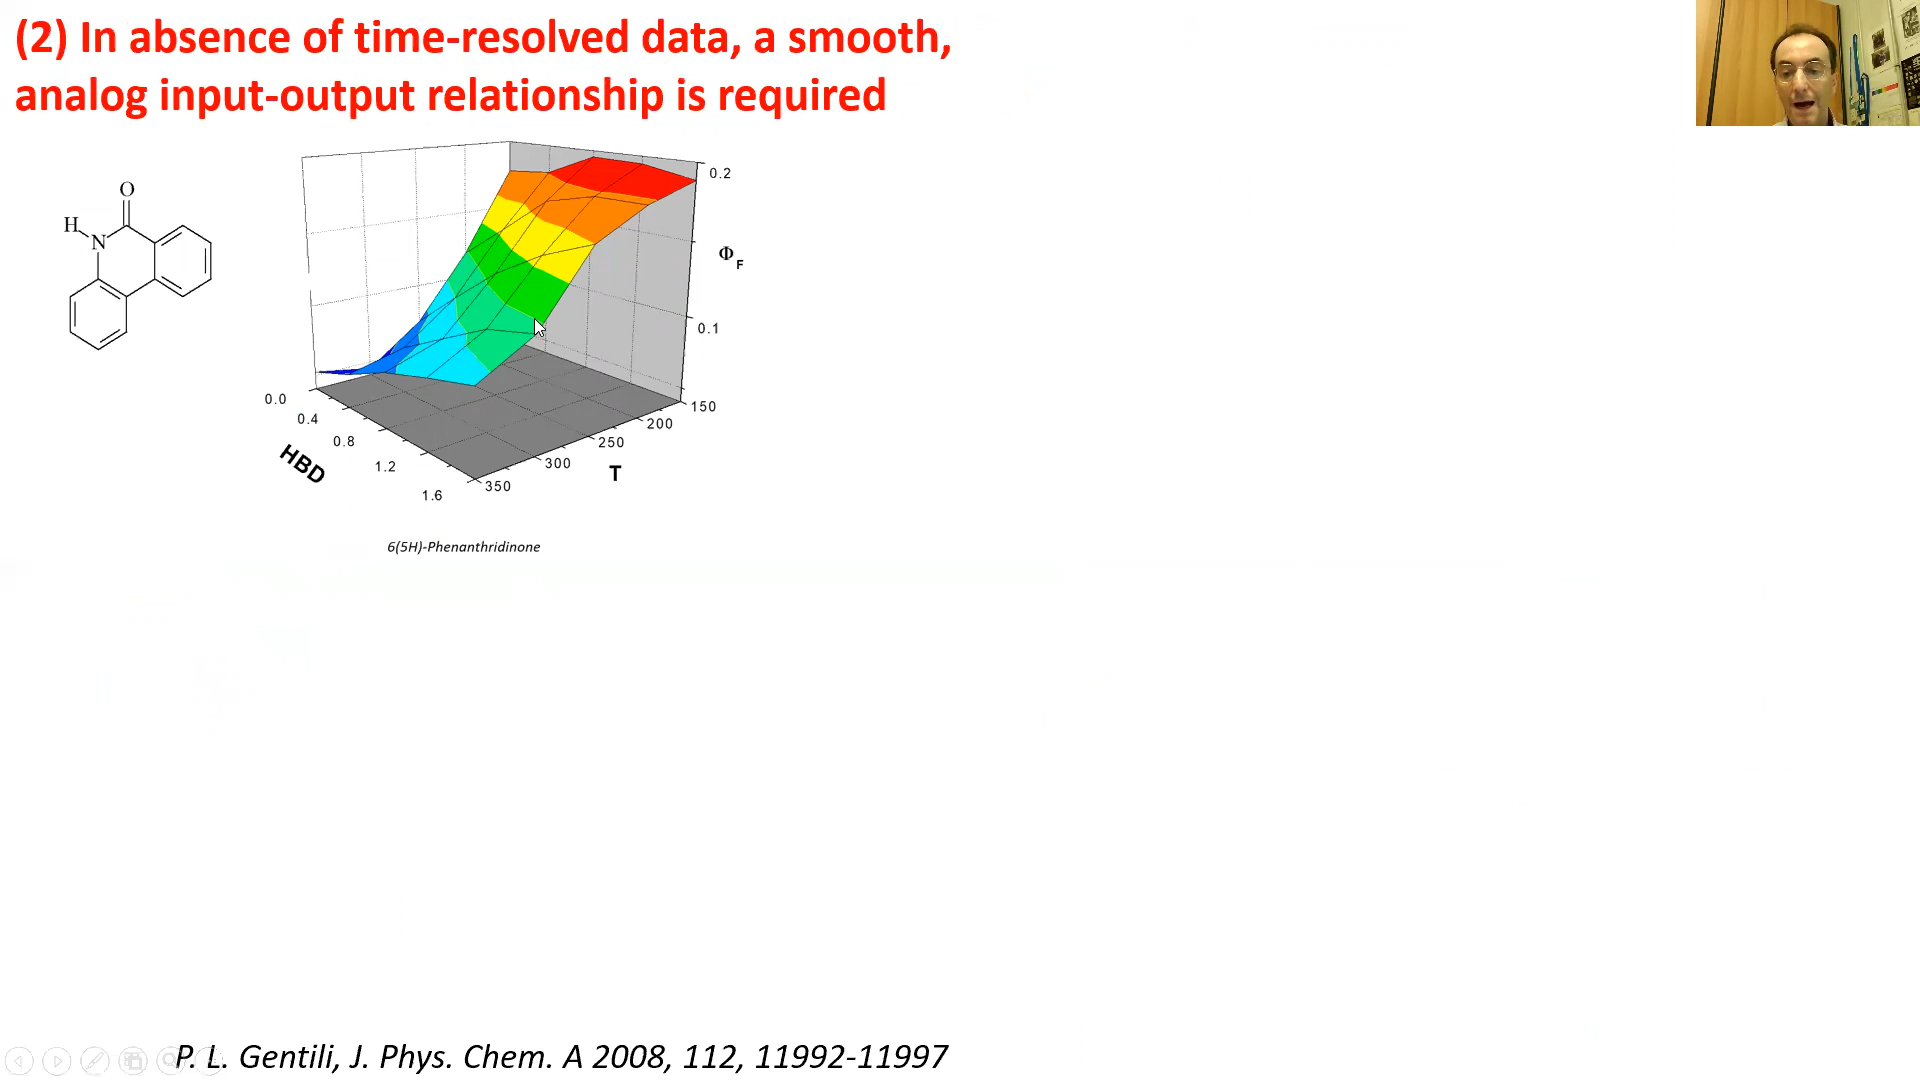 (2) In absence of time-resolved data, a smooth,
analog input-output relationship is required
O
H
N
0.2
Φ F
0.1
0.0
0.4
0.8
1.2
1.6
HBD
150
200
250
300
350
T
6(5H)-Phenanthridinone
P. L. Gentili, J. Phys. Chem. A 2008, 112, 11992-11997